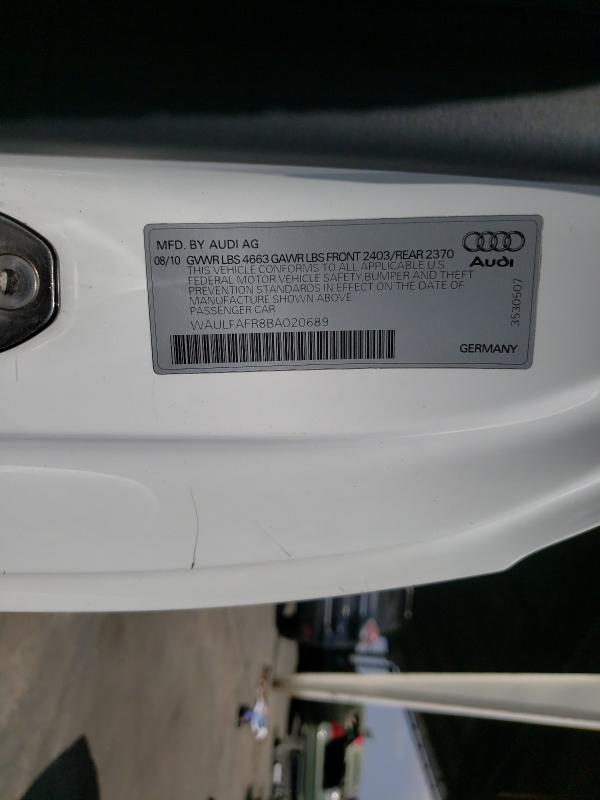 MFD. BY AUDI AG
08/10 GVWR LBS 4663 GAWR LBS FRONT 2403/REAR 2370
THIS VEHICLE CONFORMS TO ALL APPLICABLE U.S
FEDERAL MOTOR VEHICLE SAFETY BUMPER AND THEFT
PREVENTION STANDARDS IN EFFECT ON THE DATE OF
MANUFACTURE SHOWN ABOVE
PASSENGER CAR
WAULFAFR8BA020689
Audi
3530507
GERMANY